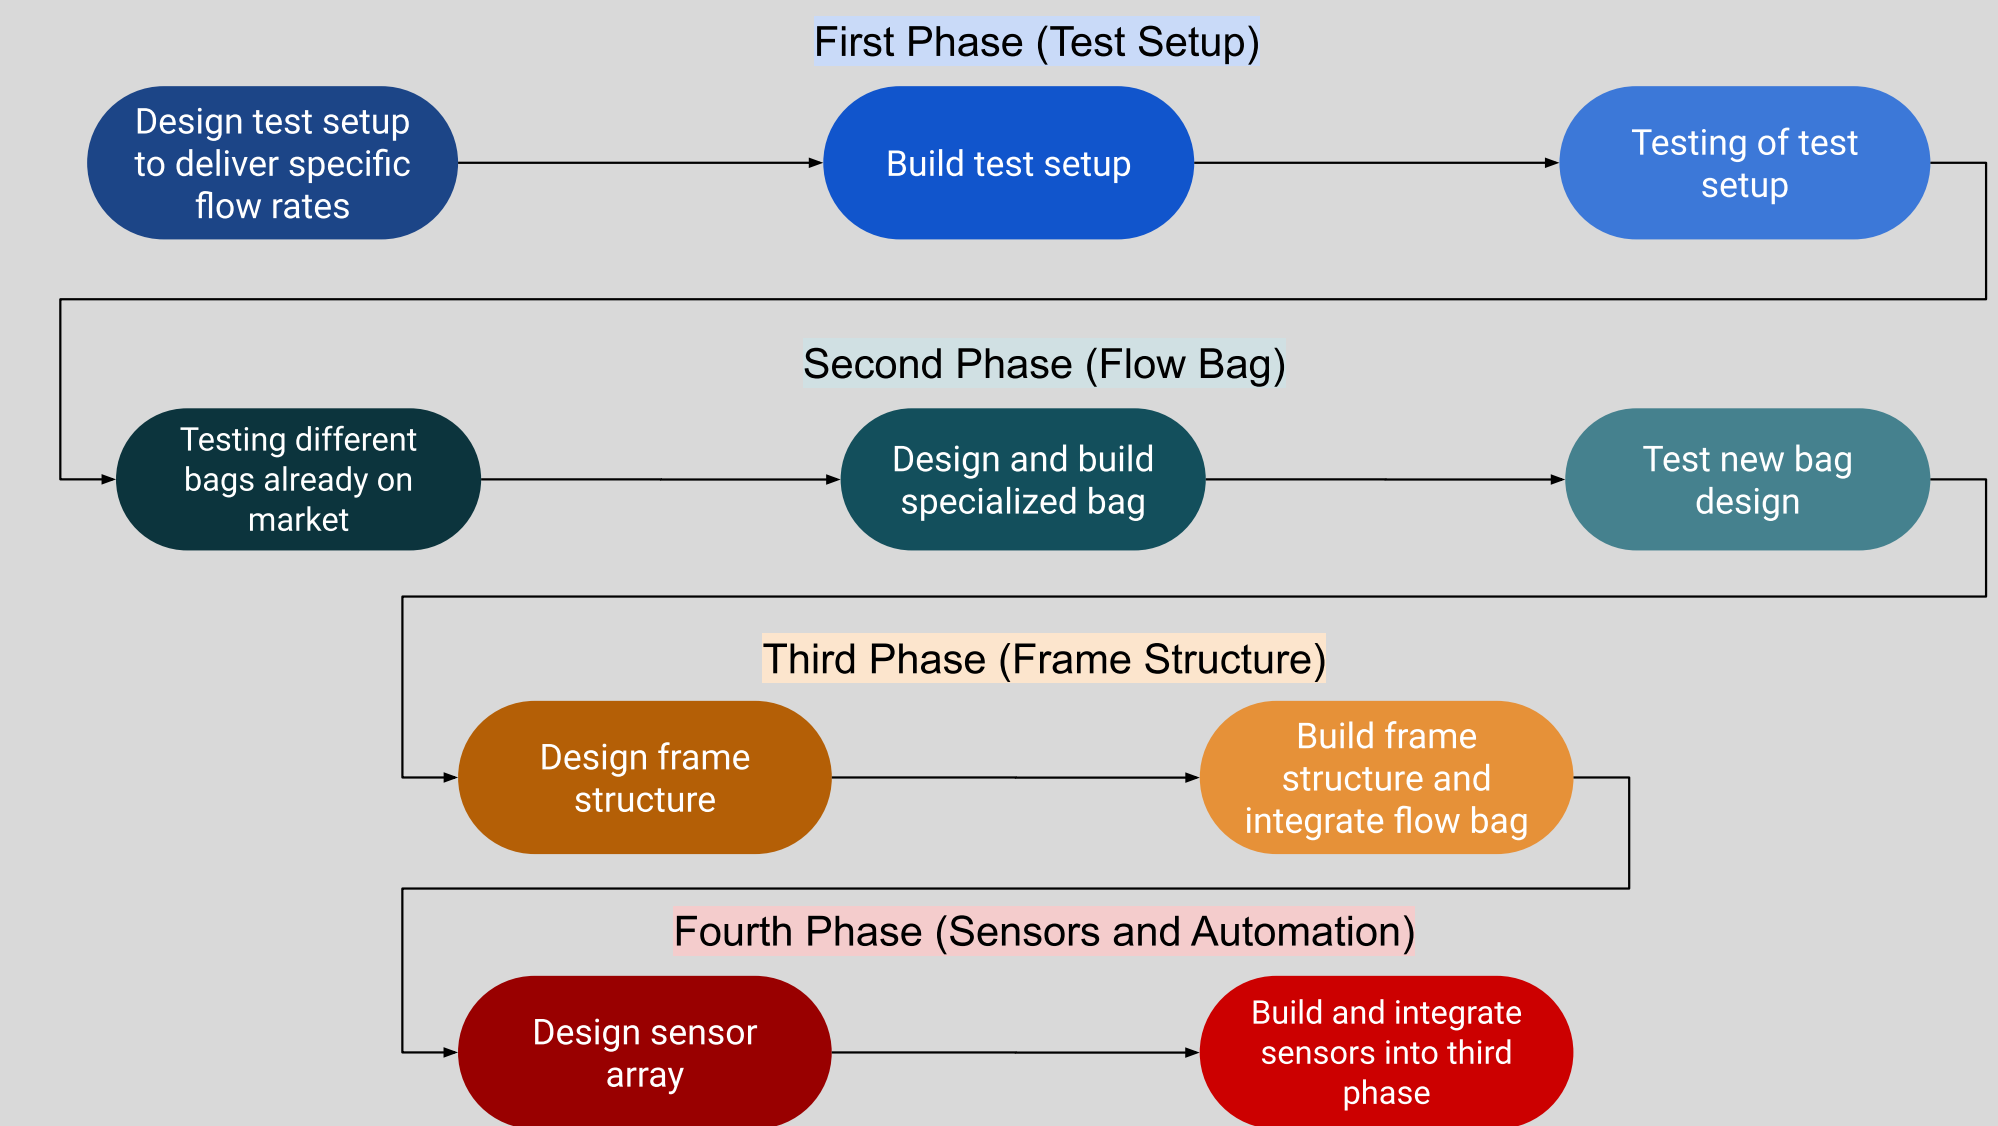 First Phase (Test Setup)
Design test setup
to deliver specific
flow rates
Build test setup
Testing of test
setup
Second Phase (Flow Bag)
Testing different
bags already on
market
Design and build
specialized bag
Test new bag
design
Third Phase (Frame Structure)
Design frame
structure
Build frame
structure and
integrate flow bag
Fourth Phase (Sensors and Automation)
Design sensor
array
Build and integrate
sensors into third
phase